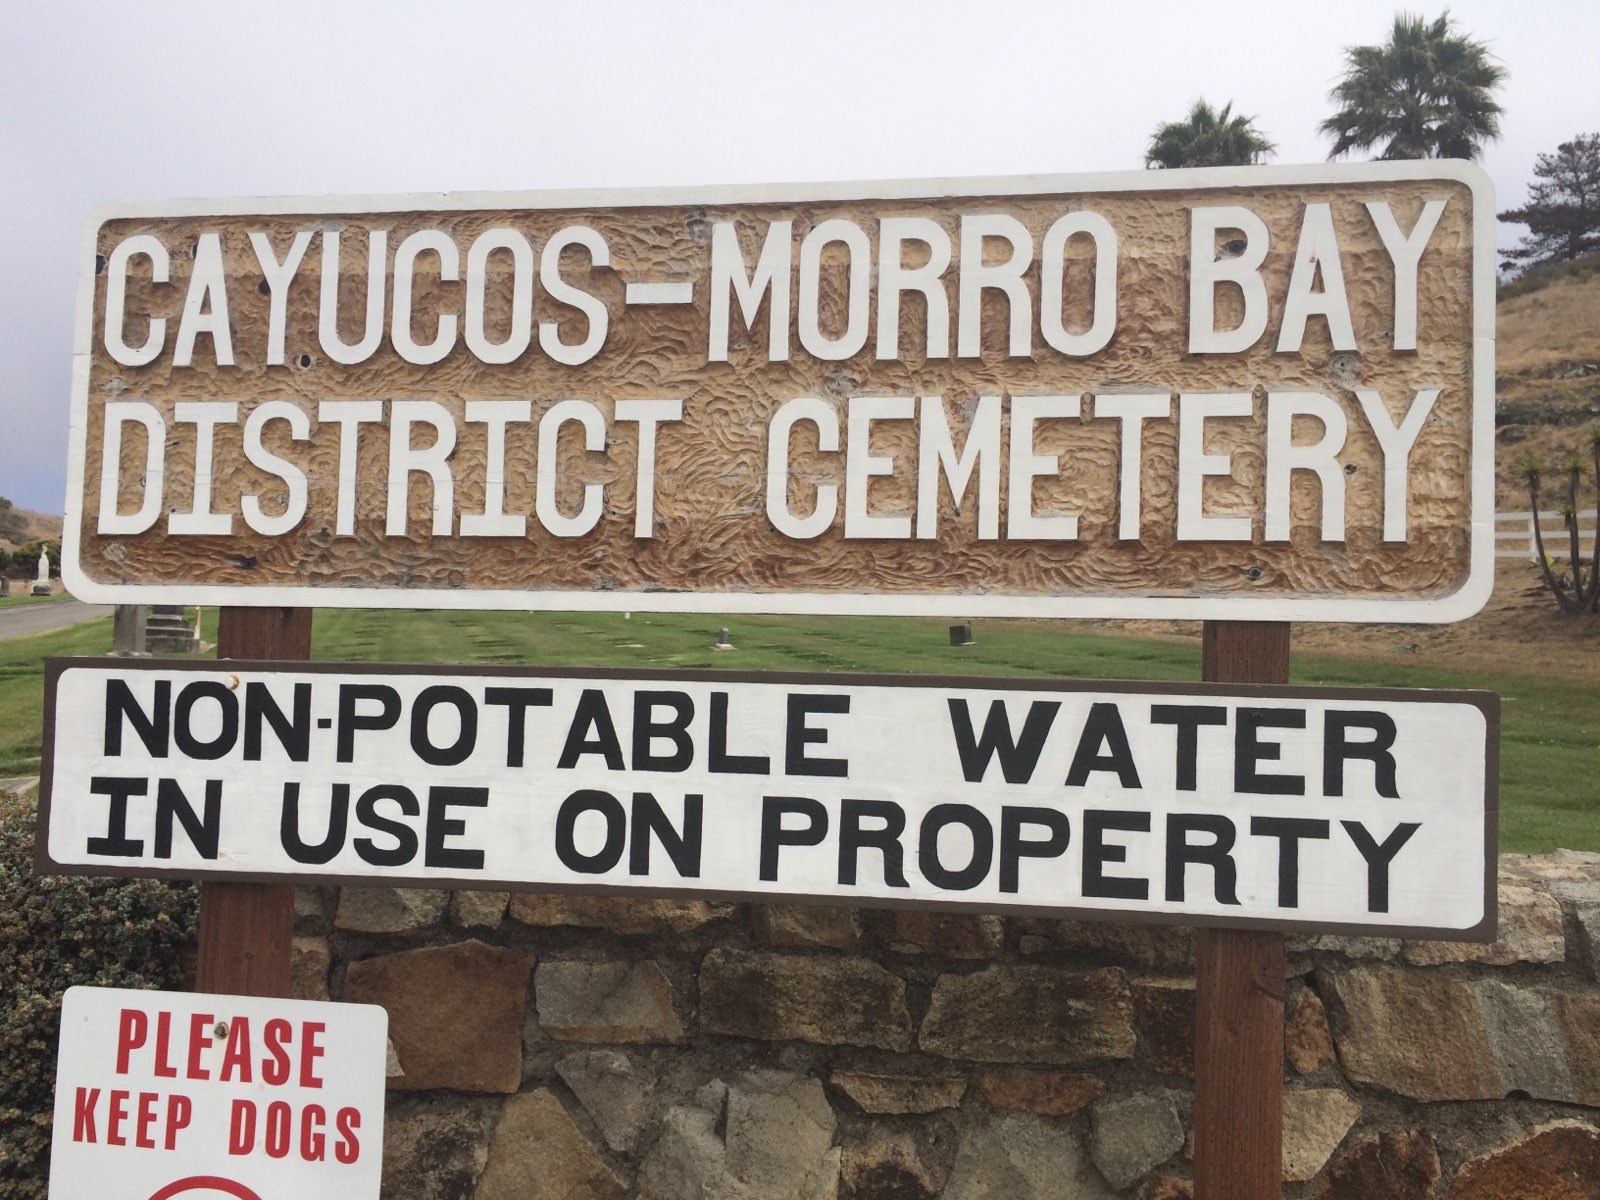 CAYUCOS-MORRO BAY
DISTRICT CEMETERY
NON-POTABLE WATER
IN USE ON PROPERTY
PLEASE
KEEP DOGS